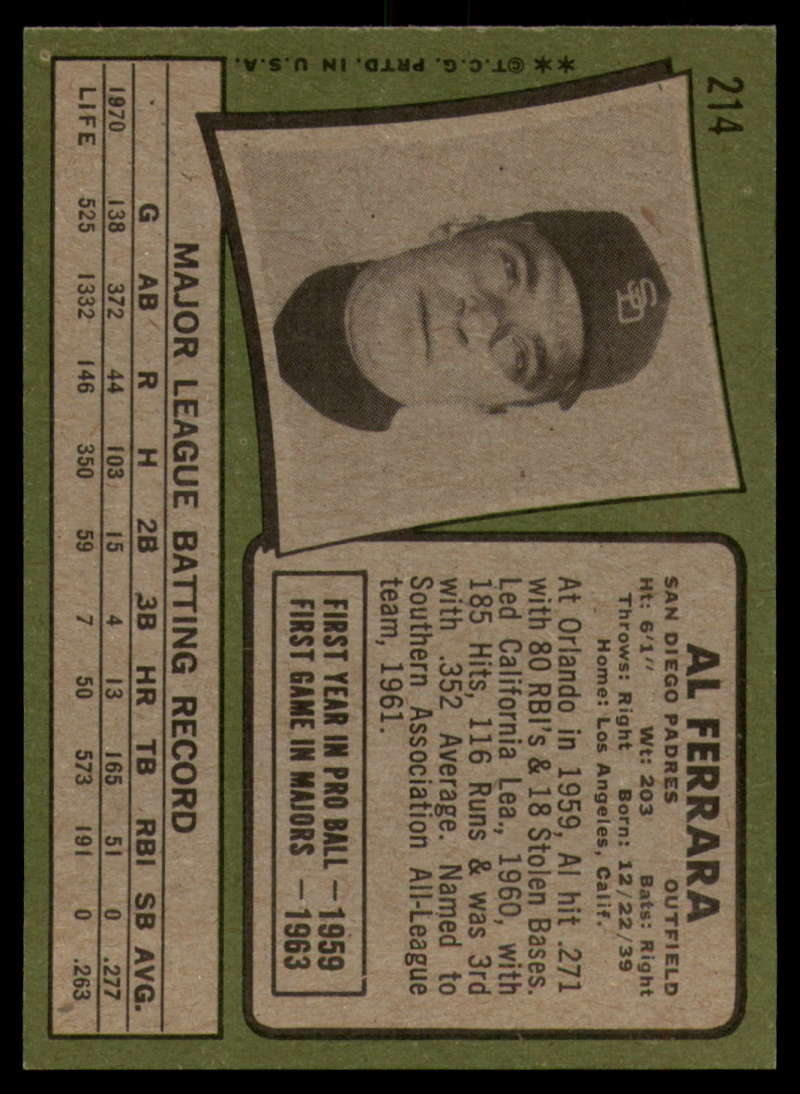 214
**©T.C.G. PRTD. IN U.S.A.
SD
AL FERRARA
SAN DIEGO PADRES OUTFIELD
Ht: 6'1" Wt: 203 Bats: Right
Throws: Right Born: 12/22/39
Home: Los Angeles, Calif.
At Orlando in 1959, Al hit .271
with 80 RBI's & 18 Stolen Bases.
Led California Lea., 1960, with
185 Hits, 116 Runs & was 3rd
with .352 Average. Named to
Southern Association All-League
team, 1961.
FIRST YEAR IN PRO BALL —1959
FIRST GAME IN MAJORS —1963
MAJOR LEAGUE BATTING RECORD
G AB R H 2B 3B HR TB RBI SB AVG.
1970 138 372 44 103 15 4 13 165 51 0 .277
LIFE 525 1332 146 350 59 7 50 573 191 0 .263